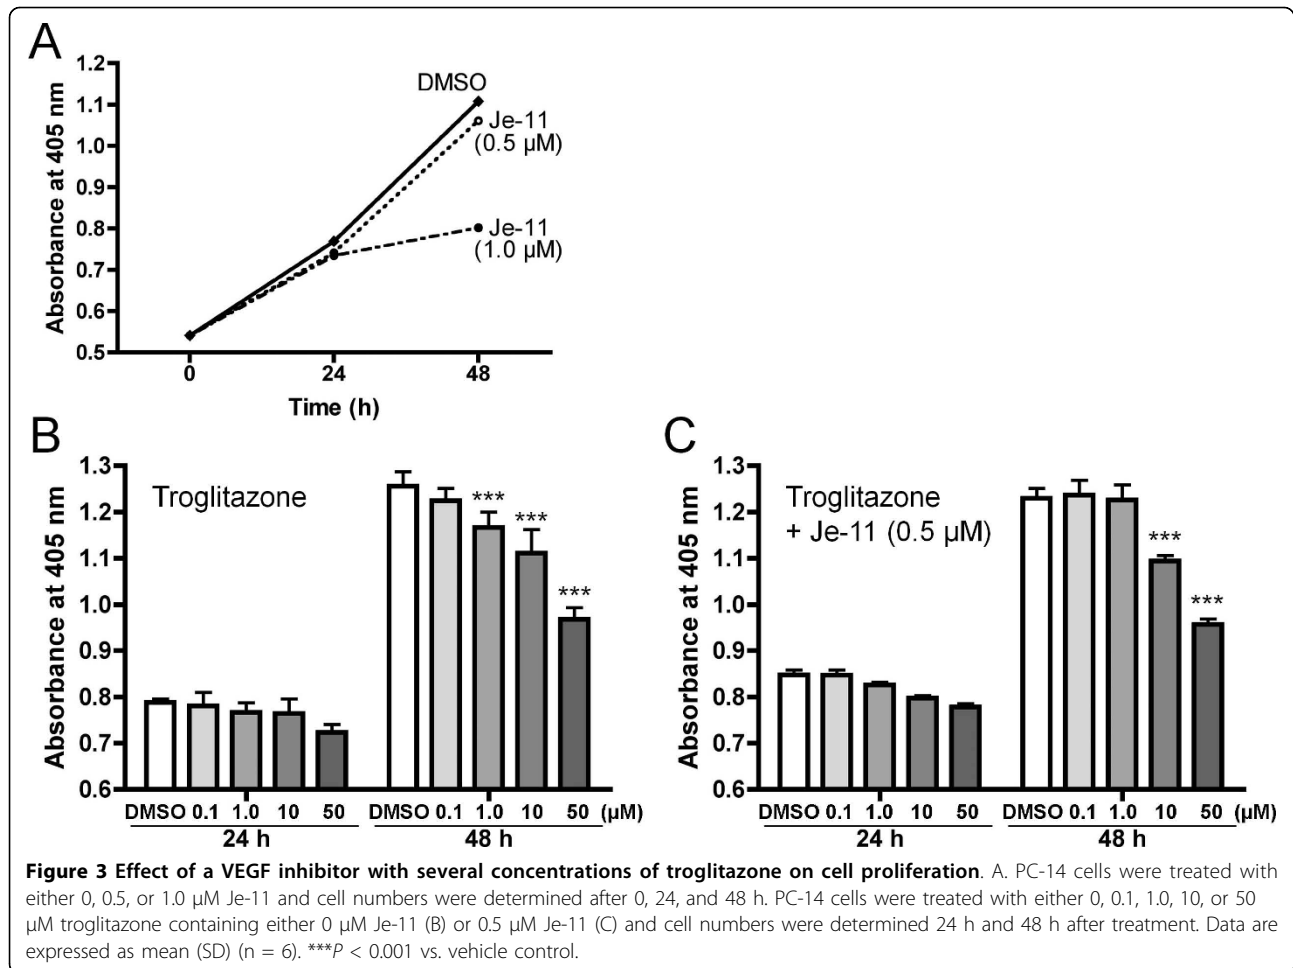 A
1.2
1.1
1.0
0.9
0.8
0.7
0.6
0.5
Absorbance at 405 nm
DMSO
Je-11
(0.5 µM)
Je-11
(1.0 µM)
0 24 48
Time (h)
B
1.3
1.2
1.1
1.0
0.9
0.8
0.7
0.6
Absorbance at 405 nm
Troglitazone
*** *** ***
DMSO 0.1 1.0 10 50 DMSO 0.1 1.0 10 50 (µM)
24 h 48 h
C
1.3
1.2
1.1
1.0
0.9
0.8
0.7
0.6
Absorbance at 405 nm
Troglitazone
+ Je-11 (0.5 µM)
*** ***
DMSO 0.1 1.0 10 50 DMSO 0.1 1.0 10 50 (µM)
24 h 48 h
Figure 3 Effect of a VEGF inhibitor with several concentrations of troglitazone on cell proliferation. A. PC-14 cells were treated with
either 0, 0.5, or 1.0 µM Je-11 and cell numbers were determined after 0, 24, and 48 h. PC-14 cells were treated with either 0, 0.1, 1.0, 10, or 50
µM troglitazone containing either 0 µM Je-11 (B) or 0.5 µM Je-11 (C) and cell numbers were determined 24 h and 48 h after treatment. Data are
expressed as mean (SD) (n = 6). ***P < 0.001 vs. vehicle control.